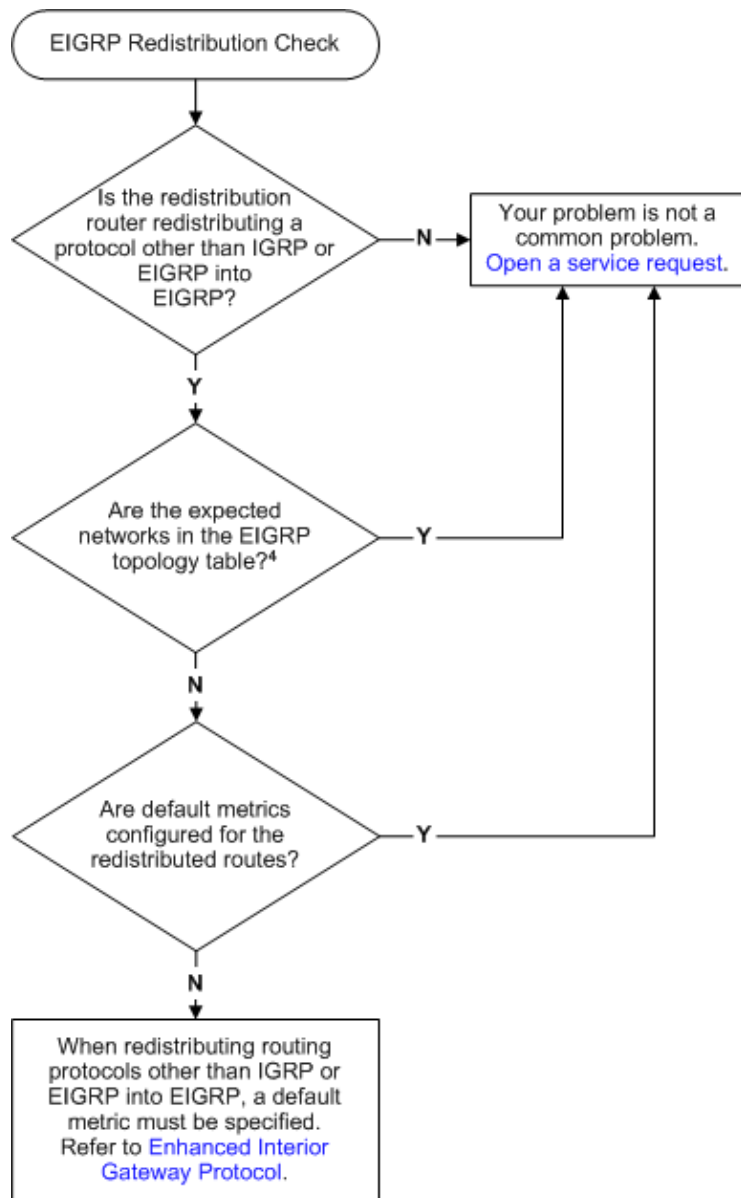 EIGRP Redistribution Check
Is the redistribution
router redistributing a
protocol other than IGRP or
EIGRP into
EIGRP?
N
Your problem is not a
common problem.
Open a service request.
Y
Are the expected
networks in the EIGRP
topology table?⁴
Y
N
Are default metrics
configured for the
redistributed routes?
Y
N
When redistributing routing
protocols other than IGRP or
EIGRP into EIGRP, a default
metric must be specified.
Refer to Enhanced Interior
Gateway Protocol.